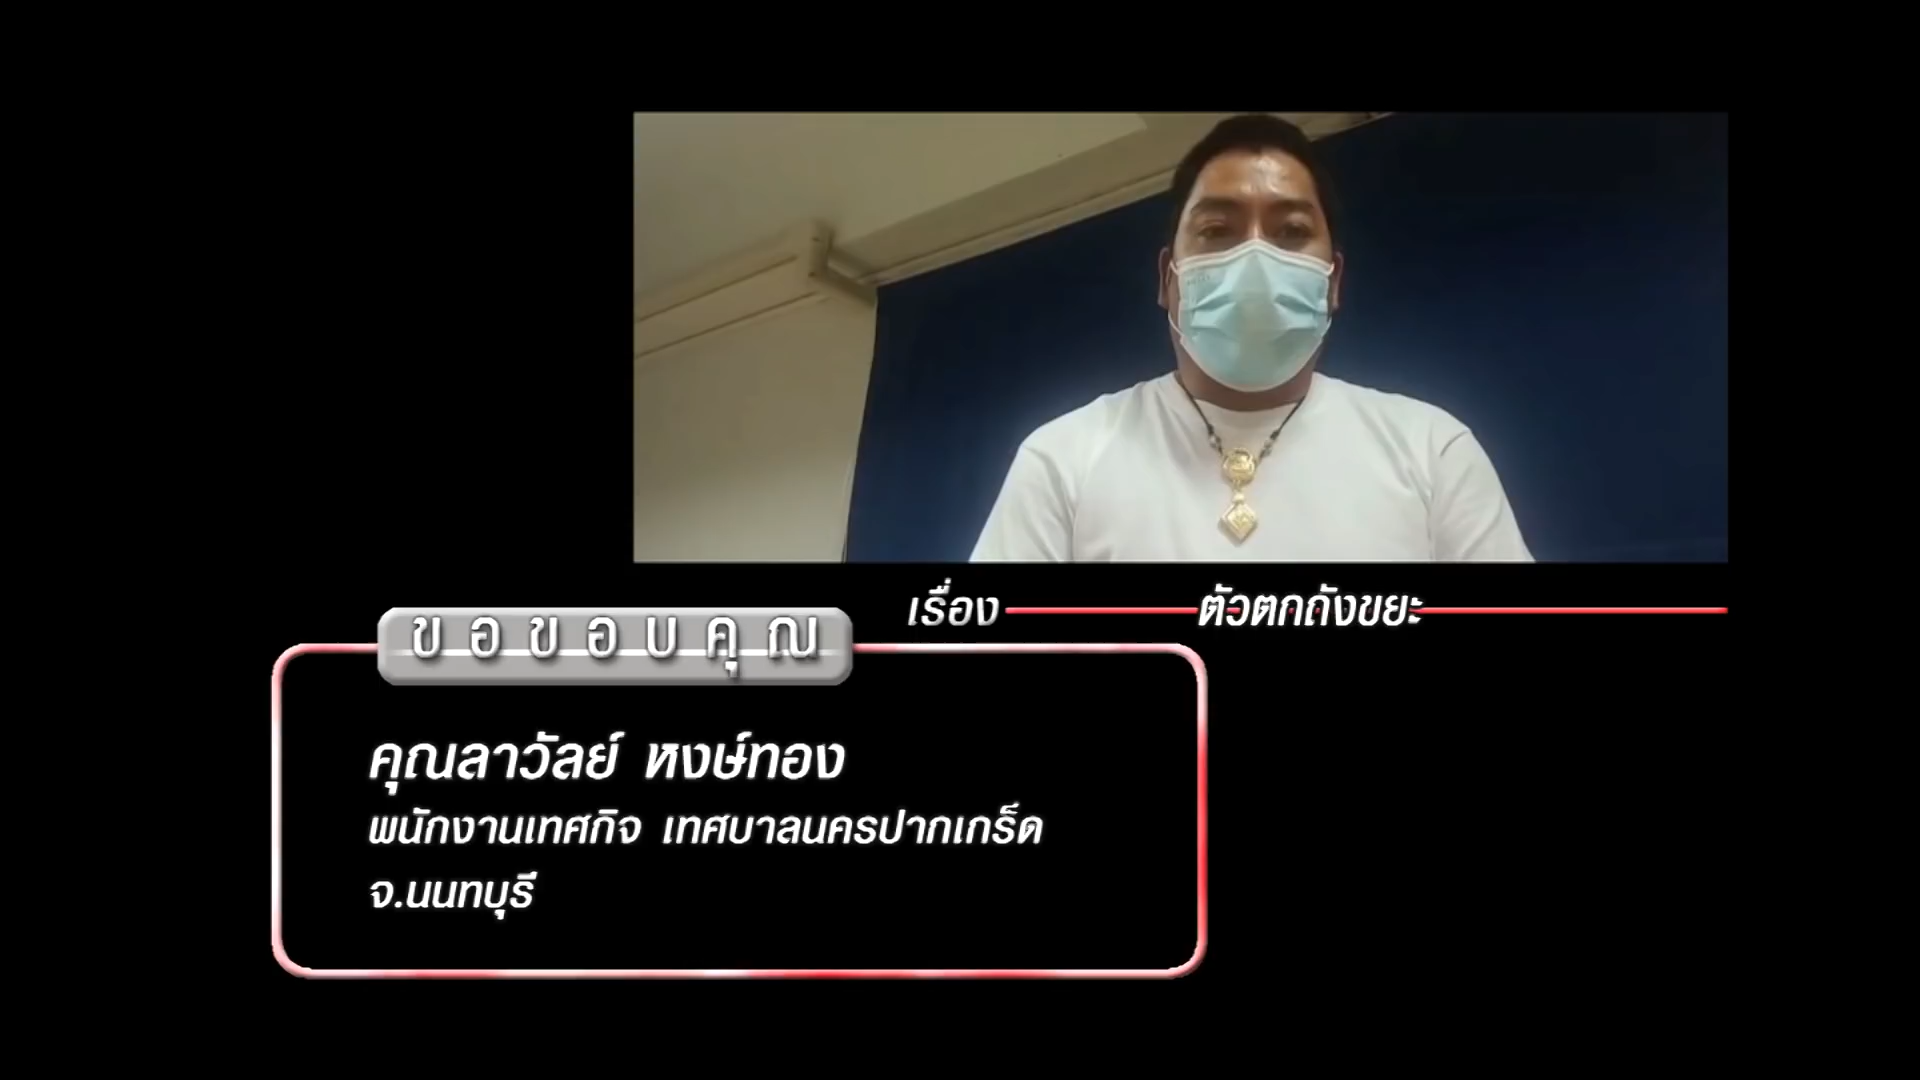 เรื่อง ตัวตกถังขยะ
ขอขอบคุณ
คุณลาวัลย์ หงษ์ทอง
พนักงานเทศกิจ เทศบาลนครปากเกร็ด
จ.นนทบุรี